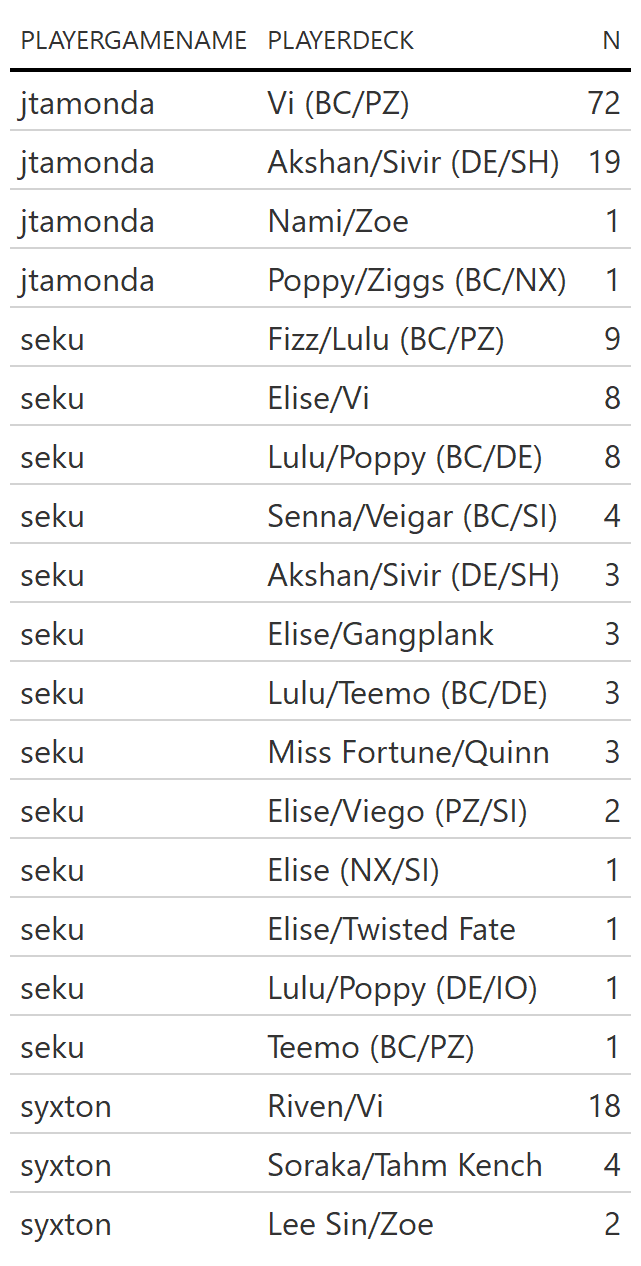 PLAYERGAMENAME PLAYERDECK N
jtamonda Vi (BC/PZ) 72
jtamonda Akshan/Sivir (DE/SH) 19
jtamonda Nami/Zoe 1
jtamonda Poppy/Ziggs (BC/NX) 1
seku Fizz/Lulu (BC/PZ) 9
seku Elise/Vi 8
seku Lulu/Poppy (BC/DE) 8
seku Senna/Veigar (BC/SI) 4
seku Akshan/Sivir (DE/SH) 3
seku Elise/Gangplank 3
seku Lulu/Teemo (BC/DE) 3
seku Miss Fortune/Quinn 3
seku Elise/Viego (PZ/SI) 2
seku Elise (NX/SI) 1
seku Elise/Twisted Fate 1
seku Lulu/Poppy (DE/IO) 1
seku Teemo (BC/PZ) 1
syxton Riven/Vi 18
syxton Soraka/Tahm Kench 4
syxton Lee Sin/Zoe 2